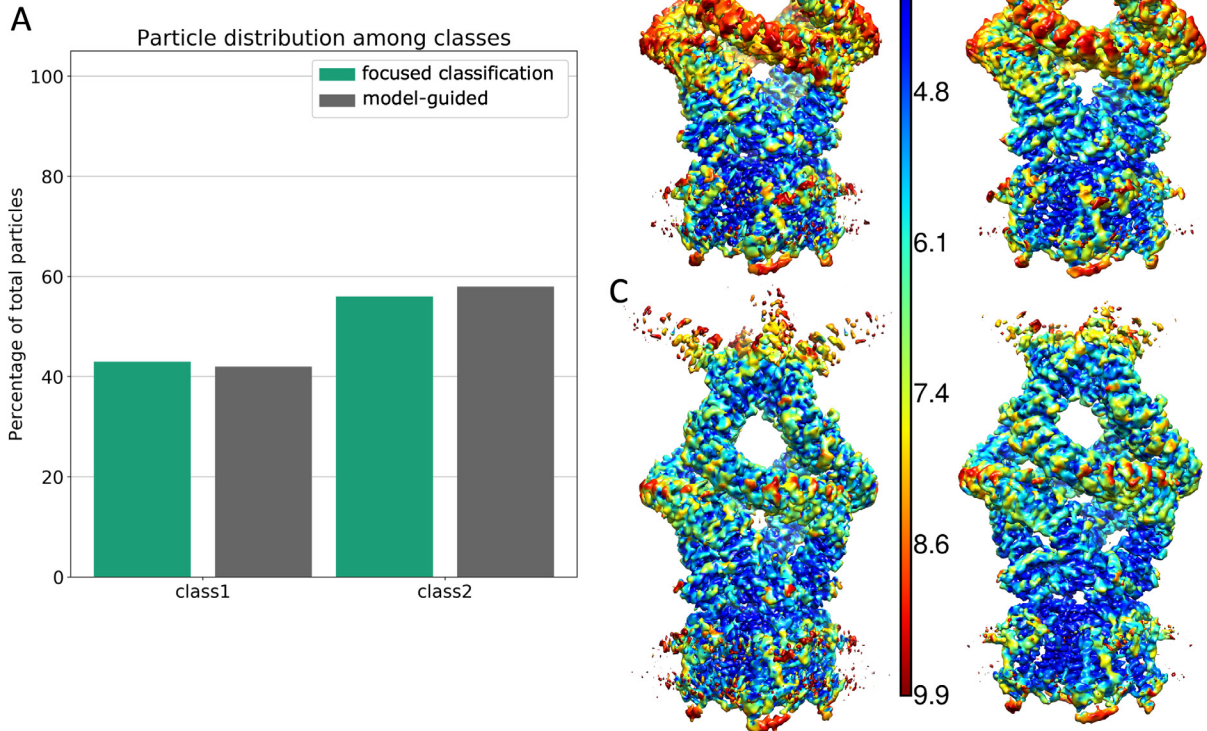 A
Particle distribution among classes
focused classification
model-guided
Percentage of total particles
100
80
60
40
20
0
class1
class2
4.8
6.1
7.4
8.6
9.9
C